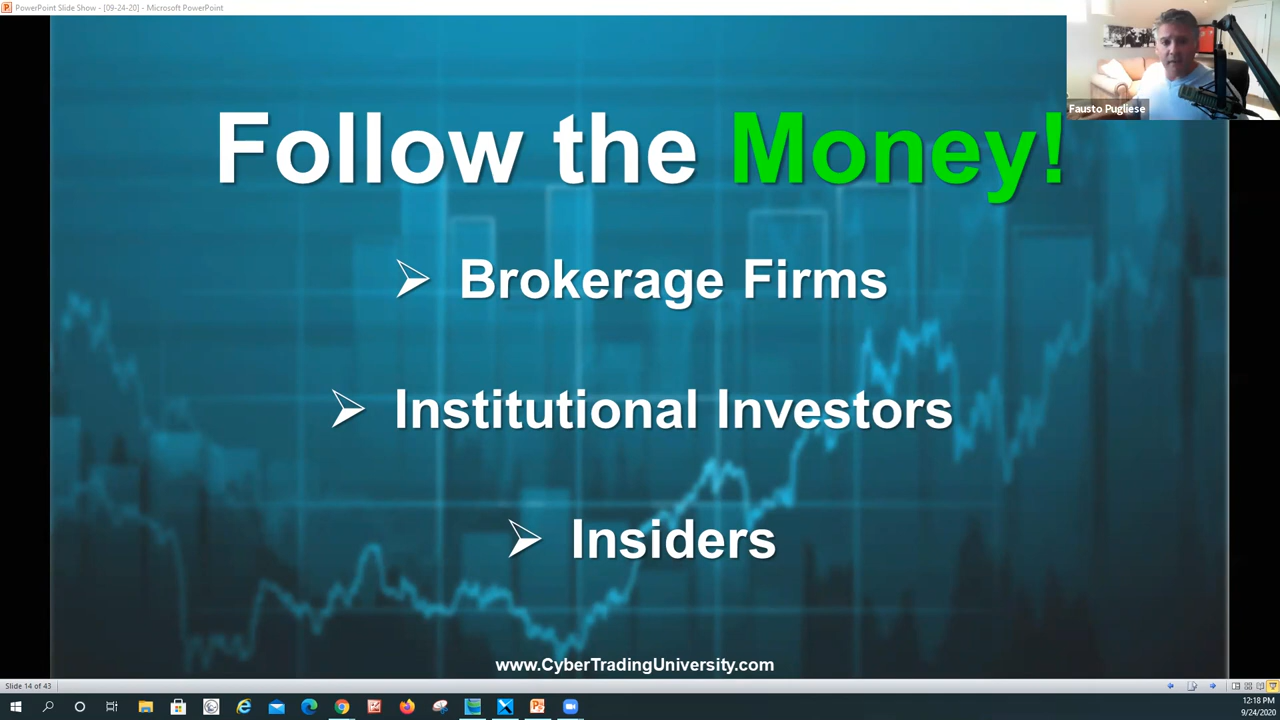 PowerPoint Slide Show - [09-24-20] - Microsoft PowerPoint
Fausto Pugliese
Follow the Money!
Brokerage Firms
Institutional Investors
Insiders
www.CyberTradingUniversity.com
Slide 14 of 43
12:18 PM
9/24/2020